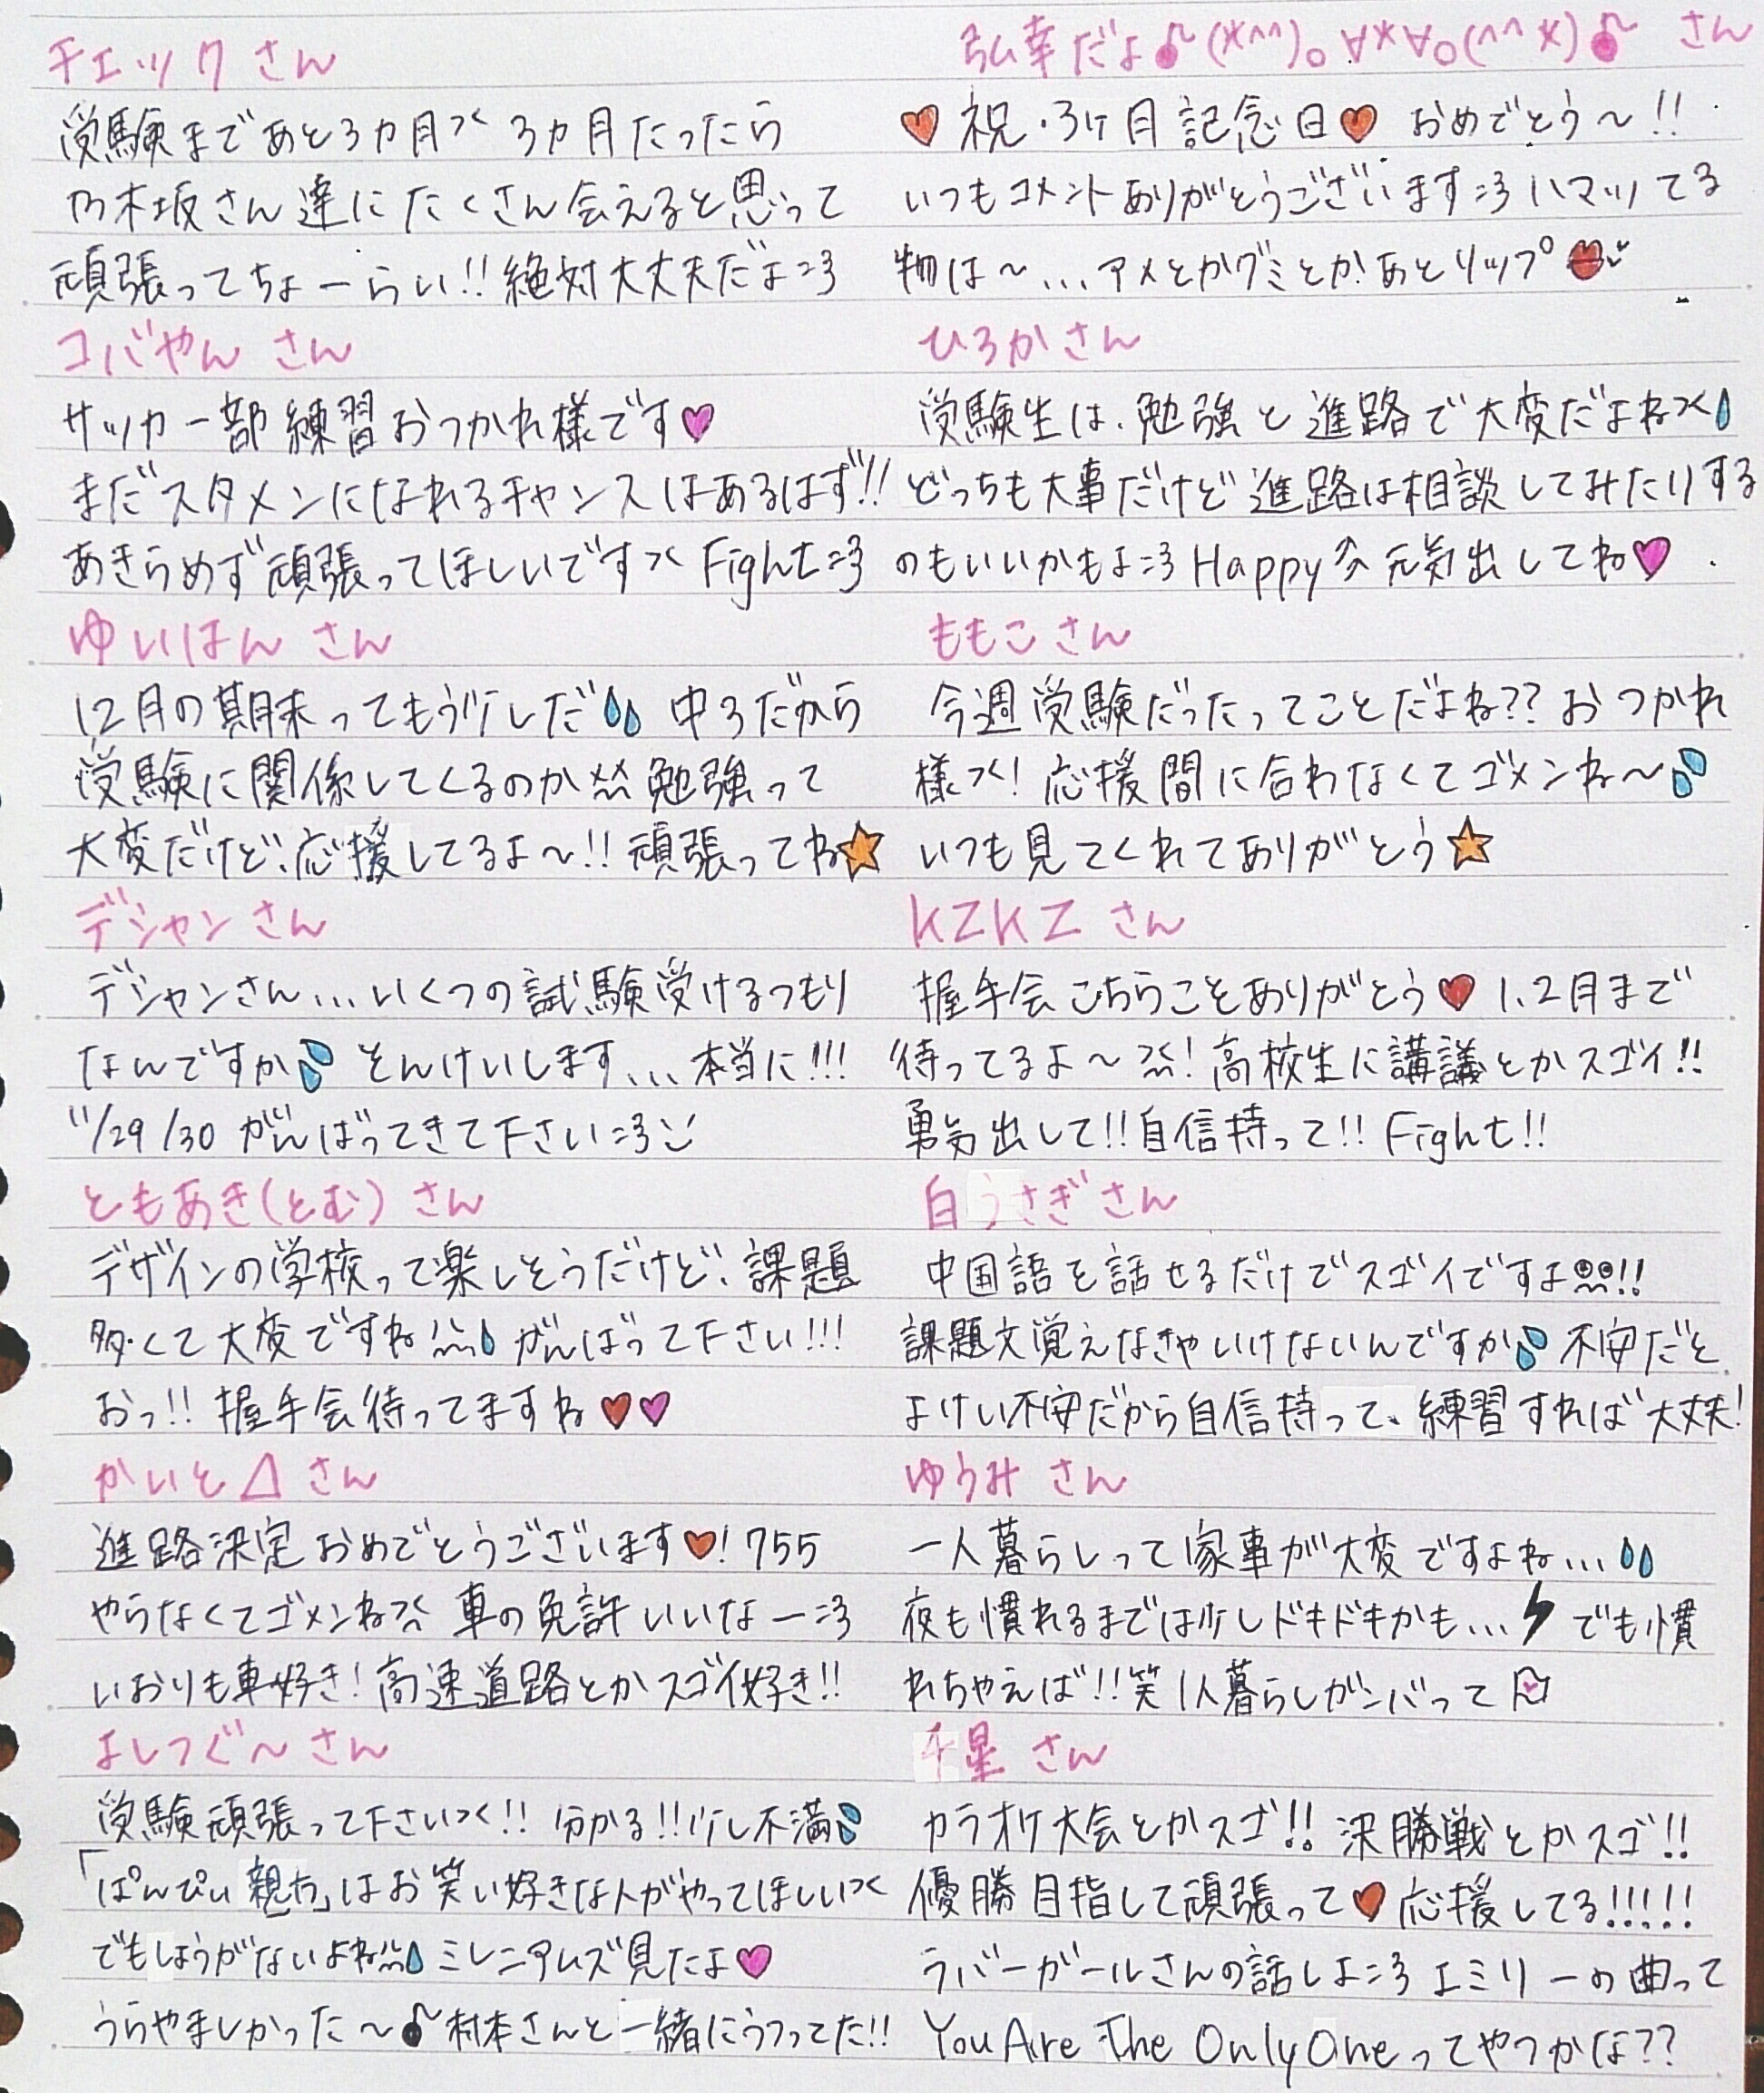 チェックさん
受験まであと3カ月>< 3カ月たったら
乃木坂さん達にたくさん会えると思って
頑張ってちょーらい!!絶対大丈夫だよ=3
コバやん さん
サッカー部練習おつかれ様です♥
まだスタメンになれるチャンスはあるはず!!
あきらめず頑張ってほしいです>< Fight=3
ゆいはん さん
12月の期末ってもう少しだ 中3だから
受験に関係してくるのか 勉強って
大変だけど、応援してるよ〜!!頑張ってね★
デシャンさん
デシャンさん...いくつの試験受けるつもり
なんですか そんけいします...本当に!!!
11/29/30 がんばってきて下さい=3
ともあき(とむ) さん
デザインの学校って楽しそうだけど、課題
多くて大変ですね がんばって下さい!!!
おっ!!握手会待ってますね♥♥
かいと△ さん
進路決定おめでとうございます♥!755
やらなくてゴメンね>< 車の免許いいなー=3
いおりも車好き!高速道路とかスゴイ好き!!
よしつぐ〜さん
受験頑張って下さい><!! 分かる!!少し不満
「ぱんぴぃ親方」はお笑い好きな人がやってほしい><
でもしょうがないよね ミレニアムズ見たよ♥
うらやましかった〜♪村本さんと一緒にうつってた!!
弘幸だよ♪(*^^)o∀*∀o(^^*)♪ さん
♥祝・3ヶ月記念日♥ おめでとう〜!!
いつもコメントありがとうございます=3 ハマッてる
物は〜...アメとかグミとかあとリップ
ひろかさん
受験生は、勉強と進路で大変だよね><
どっちも大事だけど進路は相談してみたりする
のもいいかもよ=3 Happy 元気出してね♥
ももこさん
今週受験だったってことだよね??おつかれ
様><!応援間に合わなくてゴメンね〜
いつも見てくれてありがとう★
KZKZ さん
握手会こちらこそありがとう♥1、2月まで
待ってるよ〜><!高校生に講議とかスゴイ!!
勇気出して!!自信持って!!Fight!!
白うさぎさん
中国語を話せるだけでスゴイですよ!!
課題文覚えなきゃいけないんですか 不安だと
よけい不安だから自信持って、練習すれば大丈夫!
ゆうみ さん
一人暮らしって家事が大変ですよね...
夜も慣れるまでは少しドキドキかも... でも慣
れちゃえば!!笑 1人暮らしガンバって
千星 さん
カラオケ大会とかスゴ!!決勝戦とかスゴ!!
優勝目指して頑張って♥応援してる!!!!!
ラバーガールさんの話しよ=3 エミリーの曲って
You Are The Only Oneってやつかな??